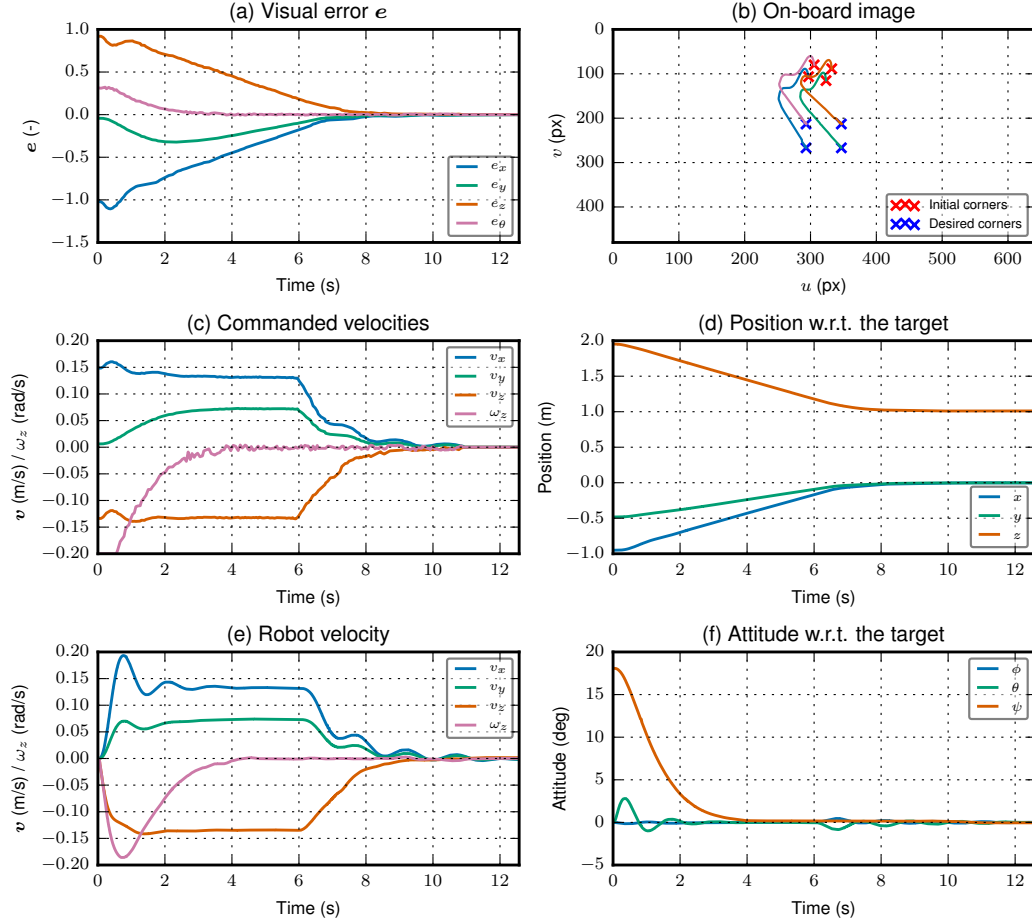 (a) Visual error e
1.0
0.5
0.0
−0.5
−1.0
−1.5
e (-)
0 2 4 6 8 10 12
Time (s)
e_x
e_y
e_z
e_θ
(b) On-board image
0
100
200
300
400
v (px)
0 100 200 300 400 500 600
u (px)
Initial corners
Desired corners
(c) Commanded velocities
0.20
0.15
0.10
0.05
0.00
−0.05
−0.10
−0.15
−0.20
v (m/s) / ω_z (rad/s)
0 2 4 6 8 10 12
Time (s)
v_x
v_y
v_z
ω_z
(d) Position w.r.t. the target
2.0
1.5
1.0
0.5
0.0
−0.5
−1.0
Position (m)
0 2 4 6 8 10 12
Time (s)
x
y
z
(e) Robot velocity
0.20
0.15
0.10
0.05
0.00
−0.05
−0.10
−0.15
−0.20
v (m/s) / ω_z (rad/s)
0 2 4 6 8 10 12
Time (s)
v_x
v_y
v_z
ω_z
(f) Attitude w.r.t. the target
20
15
10
5
0
−5
Attitude (deg)
0 2 4 6 8 10 12
Time (s)
ϕ
θ
ψ